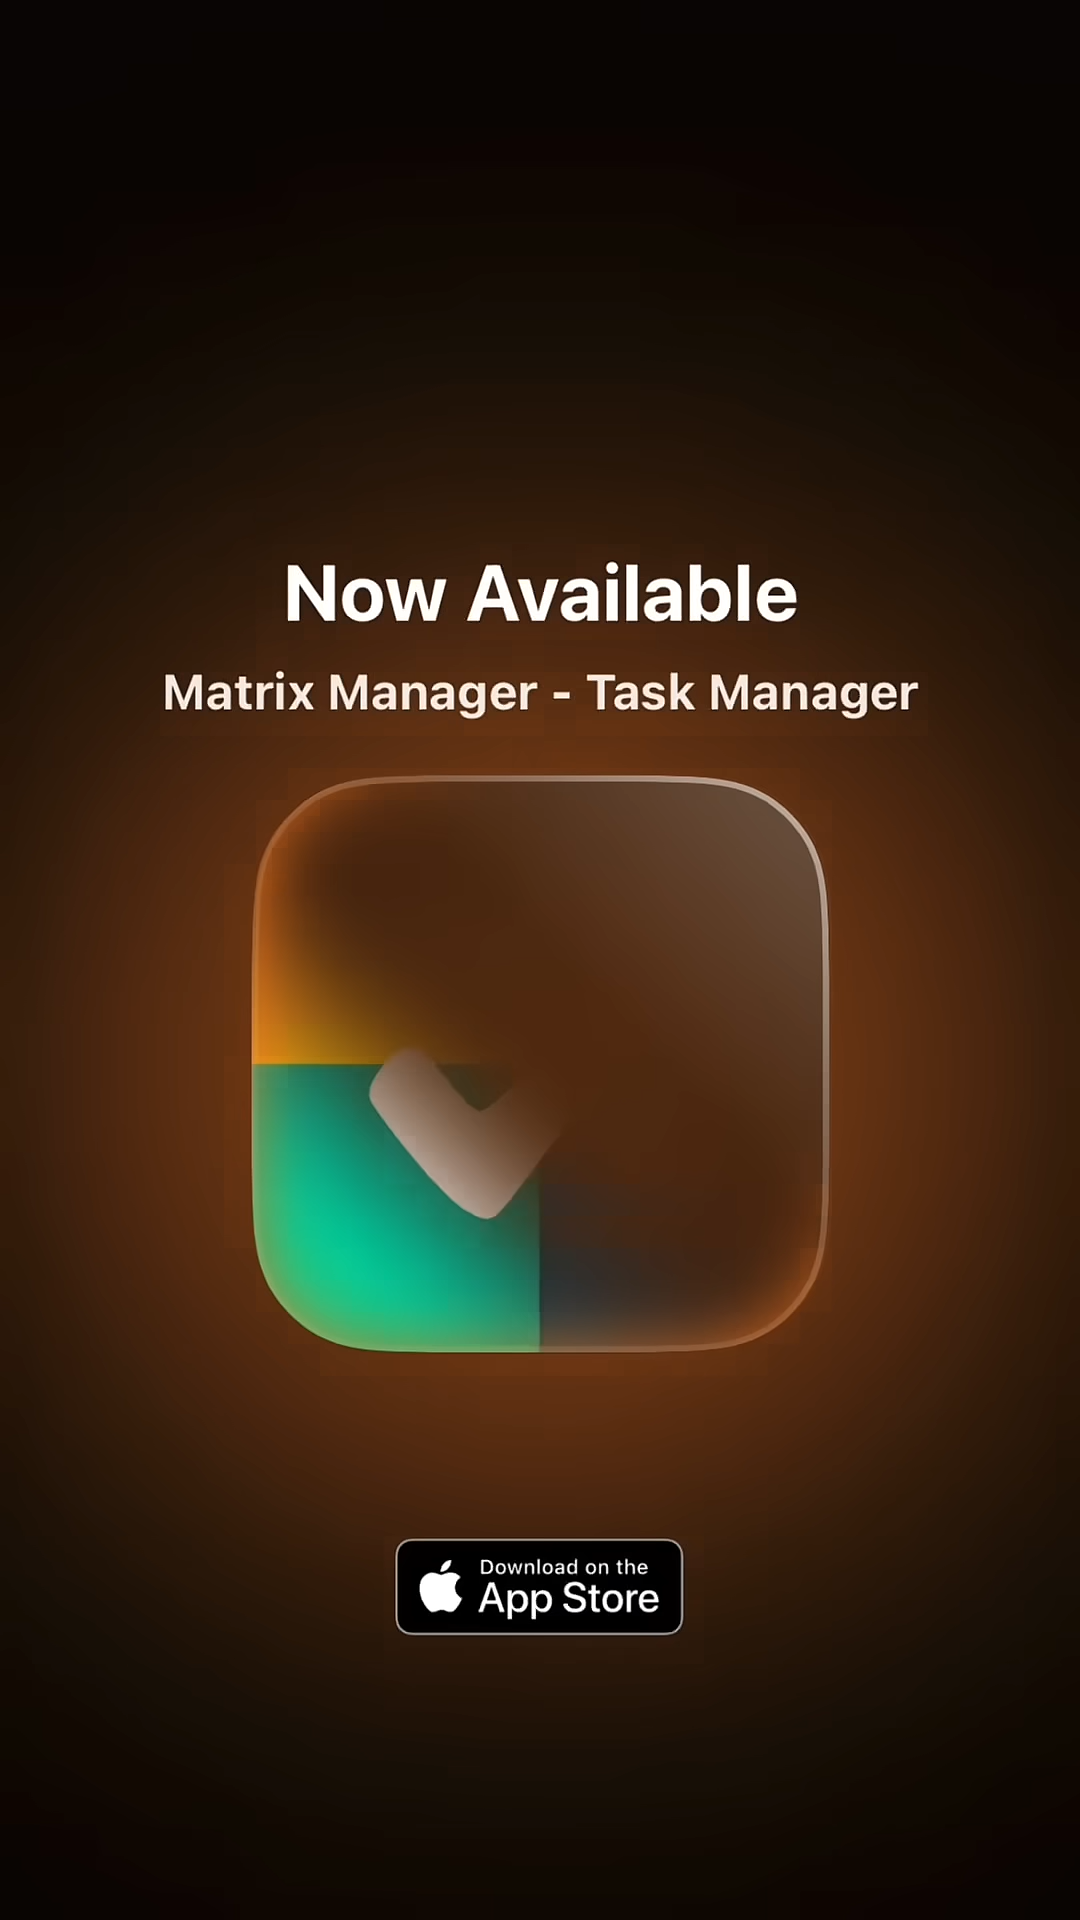 Now Available
Matrix Manager - Task Manager
Download on the
App Store